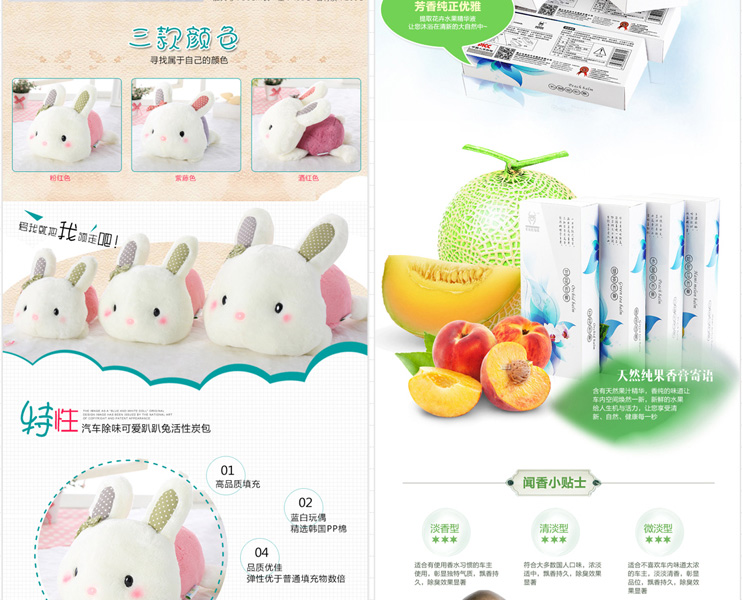 三款颜色
寻找属于自己的颜色
粉红色
紫藤色
酒红色
我
特性
THE IMAGE AS A "BLUE AND WHITE DOLL" ORIGINAL
汽车除味可爱趴趴兔活性炭包
01
高品质填充
02
蓝白玩偶
精选韩国PP棉
04
品质优佳
弹性优于普通填充物数倍
芳香纯正优雅
提取花卉水果精华液
让您沐浴在清新的大自然中~
Peach balm
天然纯果香膏寄语
含有天然果汁精华、香纯的味道让
车内空间焕然一新，新鲜的水果
给人生机与活力，让您享受清
新、自然、健康每一秒
闻香小贴士
淡香型
★★★
适合有使用香水习惯的车主
使用，彰显独特气质，飘香持
久，除臭效果显著
清淡型
★★★
符合大多数国人口味，浓淡
适中，飘香持久，除臭效果
显著
微淡型
★★★
适合不喜欢车内味道太浓
的车主，淡淡清香，彰显
品位，飘香持久，除臭效
果显著